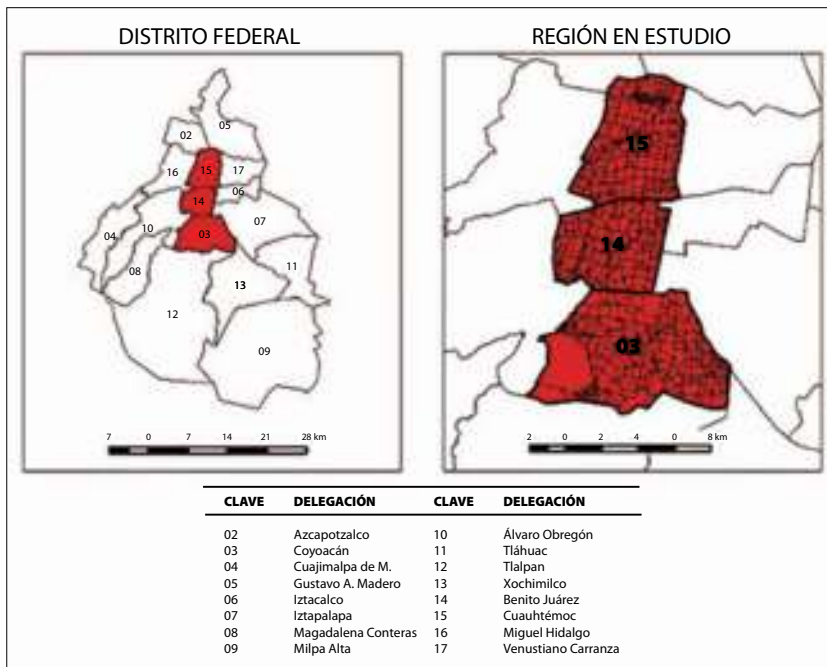 DISTRITO FEDERAL
REGIÓN EN ESTUDIO
05
02
16
15
17
06
14
07
10
04
03
08
11
13
12
09
7 0 7 14 21 28 km
15
14
03
2 0 2 4 0 8 km
CLAVE DELEGACIÓN CLAVE DELEGACIÓN
02 Azcapotzalco 10 Álvaro Obregón
03 Coyoacán 11 Tláhuac
04 Cuajimalpa de M. 12 Tlalpan
05 Gustavo A. Madero 13 Xochimilco
06 Iztacalco 14 Benito Juárez
07 Iztapalapa 15 Cuauhtémoc
08 Magadalena Conteras 16 Miguel Hidalgo
09 Milpa Alta 17 Venustiano Carranza